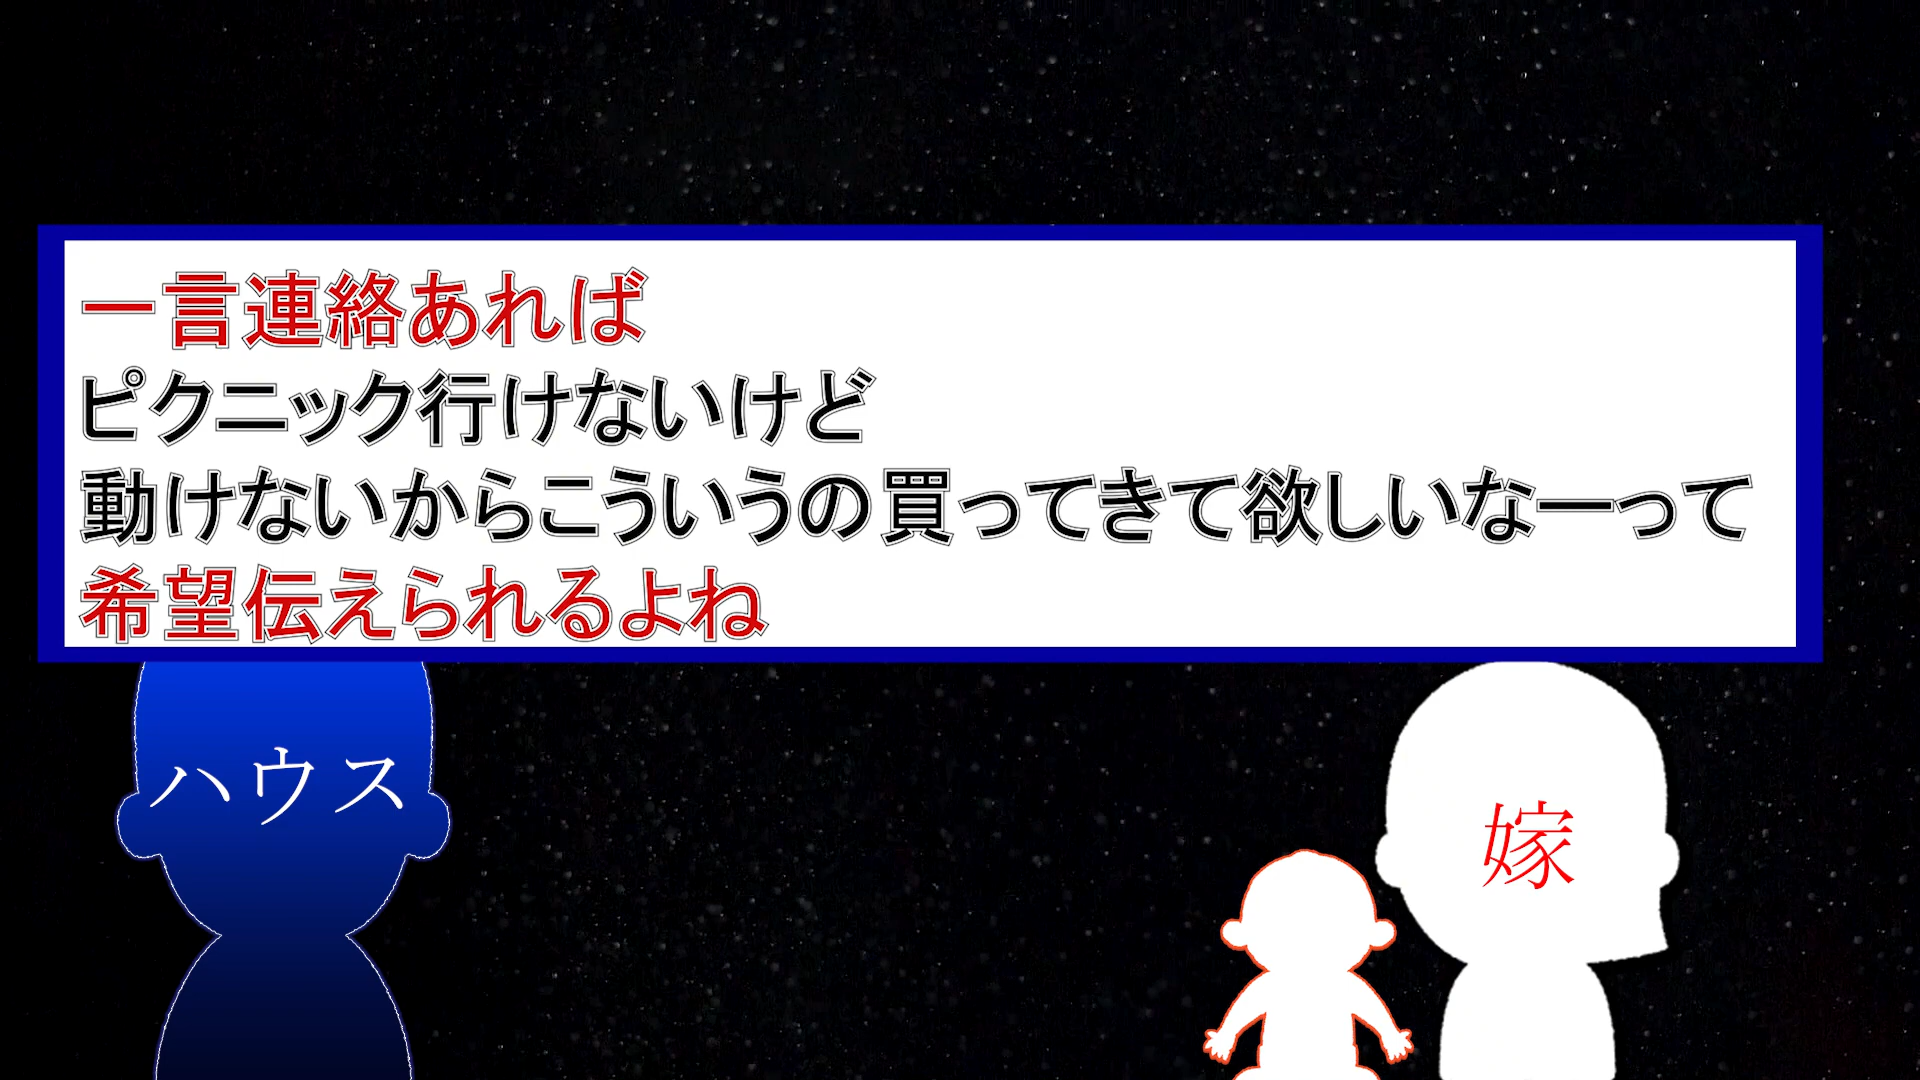 一言連絡あれば
ピクニック行けないけど
動けないからこういうの買ってきて欲しいなーって
希望伝えられるよね
ハウス
嫁